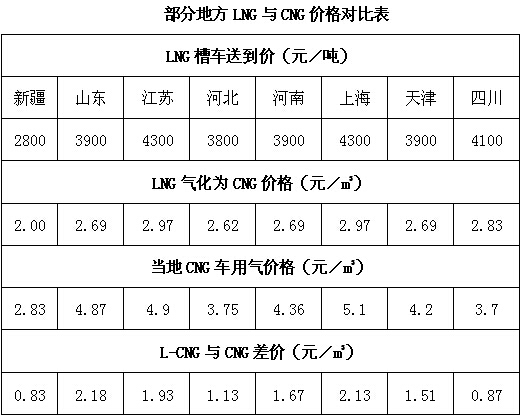 部分地方 LNG 与 CNG 价格对比表
LNG 槽车送到价（元／吨）
新疆 山东 江苏 河北 河南 上海 天津 四川
2800 3900 4300 3800 3900 4300 3900 4100
LNG 气化为 CNG 价格（元／m³）
2.00 2.69 2.97 2.62 2.69 2.97 2.69 2.83
当地 CNG 车用气价格（元／m³）
2.83 4.87 4.9 3.75 4.36 5.1 4.2 3.7
L-CNG 与 CNG 差价（元／m³）
0.83 2.18 1.93 1.13 1.67 2.13 1.51 0.87